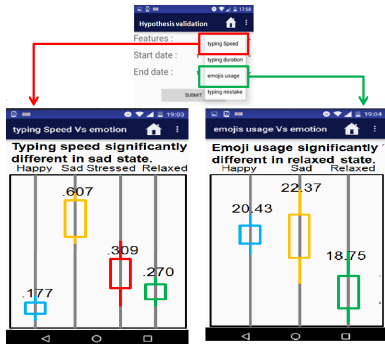 17:58
Hypothesis validation
Features :
typing Speed
typing duration
Start date :
emojis usage
End date :
typing mistake
SUBMIT
19:03
typing Speed Vs emotion
Typing speed significantly
different in sad state.
Happy Sad Stressed Relaxed
.607
.309
.270
.177
19:04
emojis usage Vs emotion
Emoji usage significantly
different in relaxed state.
Happy Sad Relaxed
22.37
20.43
18.75